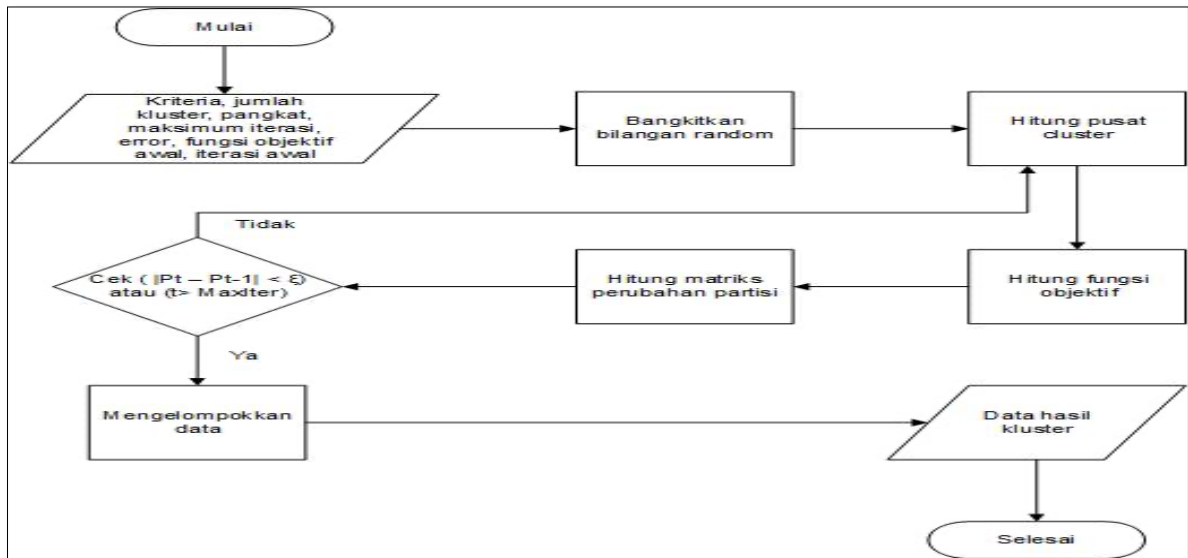 Mulai
Kriteria, jumlah
kluster, pangkat,
maksimum iterasi,
error, fungsi objektif
awal, iterasi awal
Bangkitkan
bilangan random
Hitung pusat
cluster
Tidak
Cek ( |Pt – Pt-1| < ξ)
atau (t> MaxIter)
Hitung matriks
perubahan partisi
Hitung fungsi
objektif
Ya
Mengelompokkan
data
Data hasil
kluster
Selesai